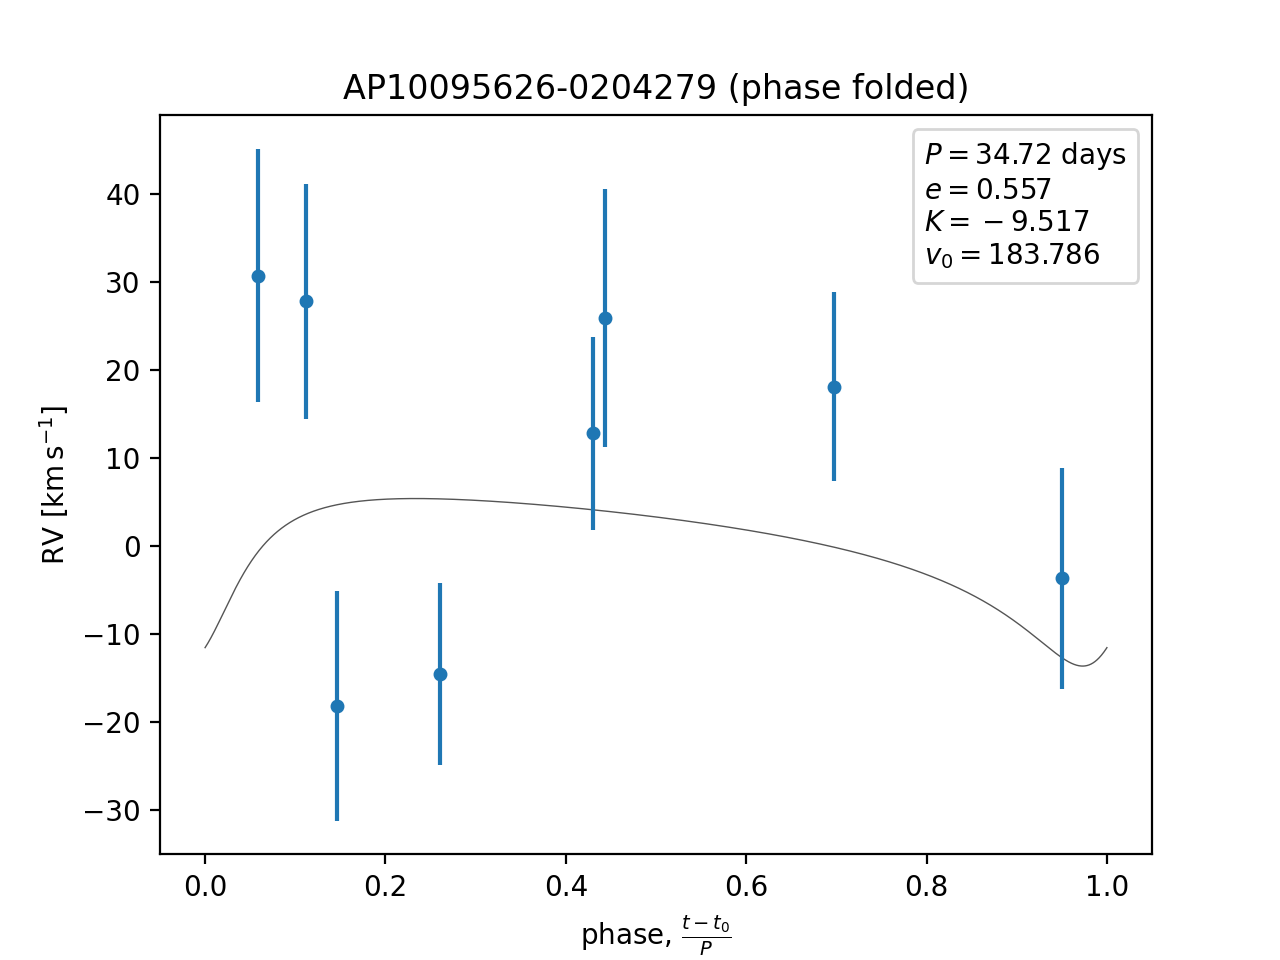 AP10095626-0204279 (phase folded)
P = 34.72 days
e = 0.557
K = −9.517
v₀ = 183.786
RV [km s⁻¹]
40
30
20
10
0
−10
−20
−30
0.0 0.2 0.4 0.6 0.8 1.0
phase, (t − t₀)/P